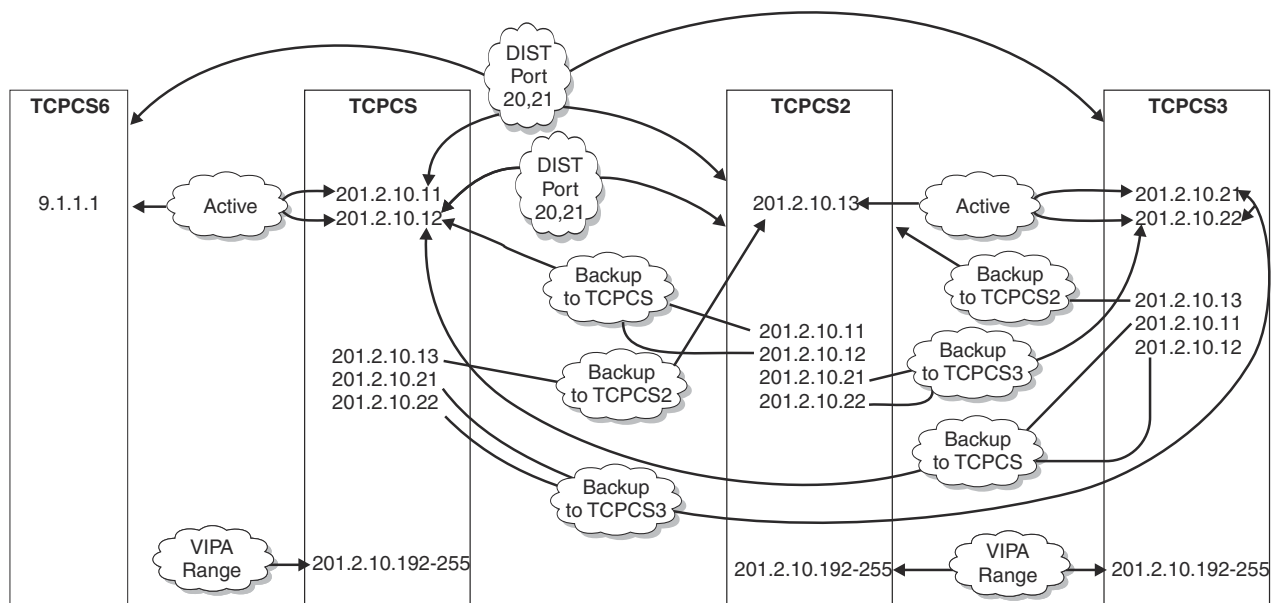 DIST
Port
20,21
TCPCS6
TCPCS
TCPCS2
TCPCS3
DIST
Port
20,21
9.1.1.1
Active
201.2.10.11
201.2.10.12
201.2.10.13
Active
201.2.10.21
201.2.10.22
Backup
to TCPCS
Backup
to TCPCS2
201.2.10.13
201.2.10.11
201.2.10.12
201.2.10.11
201.2.10.12
201.2.10.21
201.2.10.22
201.2.10.13
201.2.10.21
201.2.10.22
Backup
to TCPCS2
Backup
to TCPCS3
Backup
to TCPCS
Backup
to TCPCS3
VIPA
Range
201.2.10.192-255
201.2.10.192-255
VIPA
Range
201.2.10.192-255